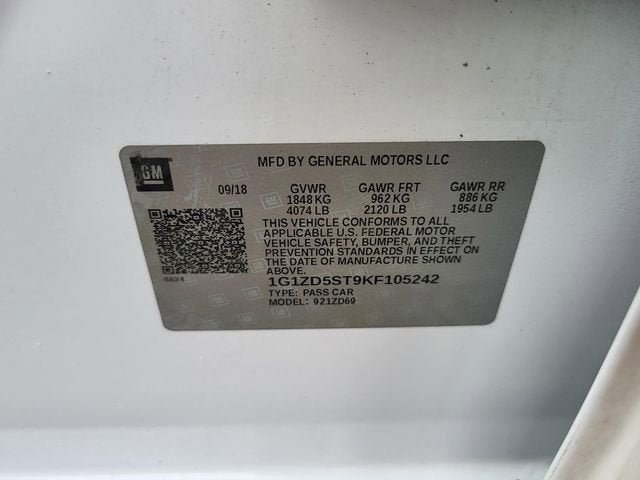 GM
MFD BY GENERAL MOTORS LLC
09/18 GVWR GAWR FRT GAWR RR
1848 KG 962 KG 886 KG
4074 LB 2120 LB 1954 LB
THIS VEHICLE CONFORMS TO ALL
APPLICABLE U.S. FEDERAL MOTOR
VEHICLE SAFETY, BUMPER, AND THEFT
PREVENTION STANDARDS IN EFFECT ON
THE DATE OF MANUFACTURE SHOWN
ABOVE.
8624
1G1ZD5ST9KF105242
TYPE: PASS CAR
MODEL: 921ZD69